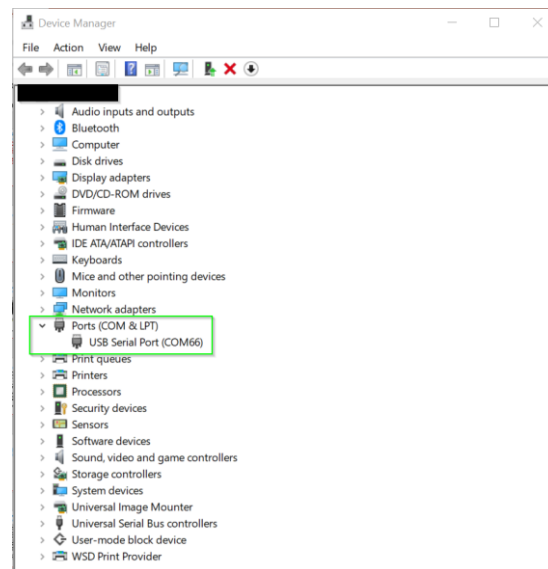 Device Manager
File Action View Help
Audio inputs and outputs
Bluetooth
Computer
Disk drives
Display adapters
DVD/CD-ROM drives
Firmware
Human Interface Devices
IDE ATA/ATAPI controllers
Keyboards
Mice and other pointing devices
Monitors
Network adapters
Ports (COM & LPT)
USB Serial Port (COM66)
Print queues
Printers
Processors
Security devices
Sensors
Software devices
Sound, video and game controllers
Storage controllers
System devices
Universal Image Mounter
Universal Serial Bus controllers
User-mode block device
WSD Print Provider